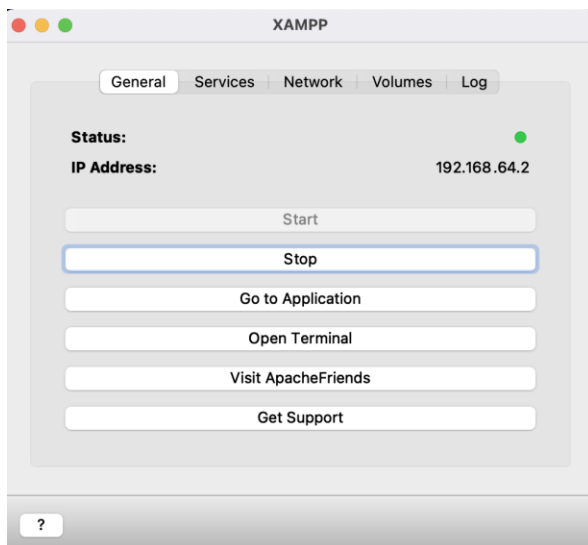 XAMPP
General Services Network Volumes Log
Status:
IP Address: 192.168.64.2
Start
Stop
Go to Application
Open Terminal
Visit ApacheFriends
Get Support
?